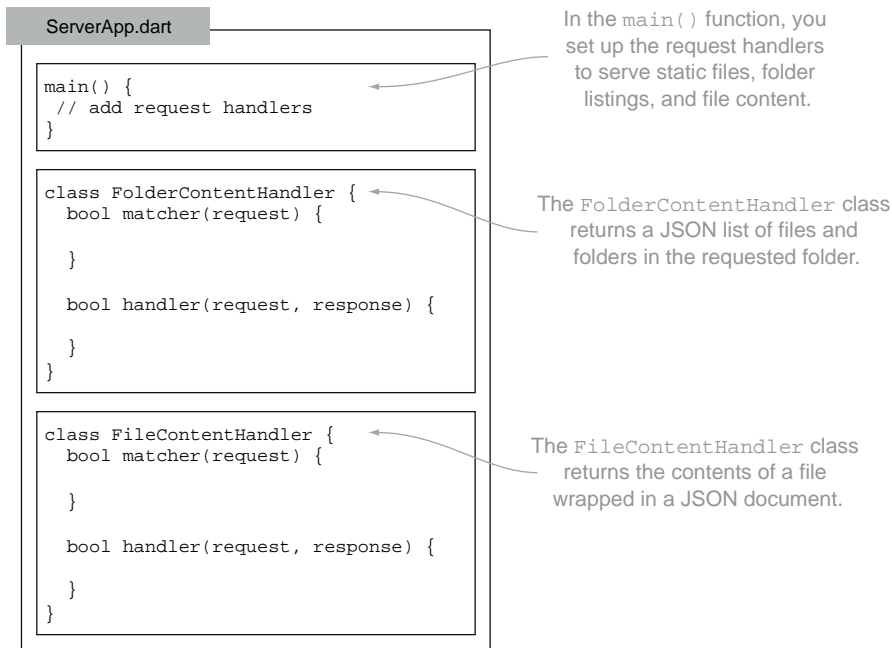 ServerApp.dart
main() {
// add request handlers
}
In the main() function, you
set up the request handlers
to serve static files, folder
listings, and file content.
class FolderContentHandler {
bool matcher(request) {
}
bool handler(request, response) {
}
}
The FolderContentHandler class
returns a JSON list of files and
folders in the requested folder.
class FileContentHandler {
bool matcher(request) {
}
bool handler(request, response) {
}
}
The FileContentHandler class
returns the contents of a file
wrapped in a JSON document.